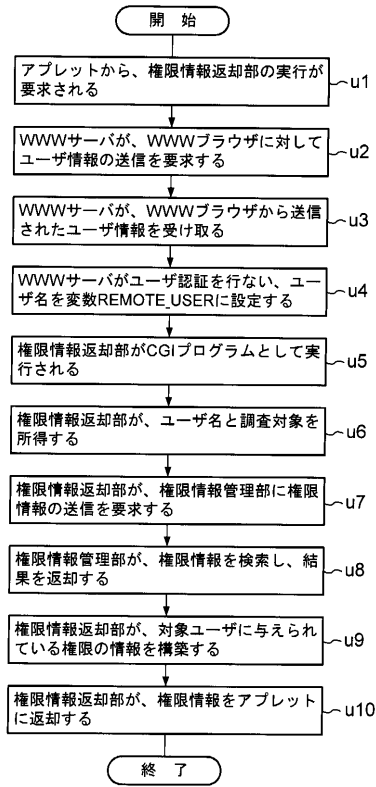 開 始
アプレットから、権限情報返却部の実行が
要求される
u1
WWWサーバが、WWWブラウザに対して
ユーザ情報の送信を要求する
u2
WWWサーバが、WWWブラウザから送信
されたユーザ情報を受け取る
u3
WWWサーバがユーザ認証を行ない、ユー
ザ名を変数REMOTE_USERに設定する
u4
権限情報返却部がCGIプログラムとして実
行される
u5
権限情報返却部が、ユーザ名と調査対象を
所得する
u6
権限情報返却部が、権限情報管理部に権限
情報の送信を要求する
u7
権限情報管理部が、権限情報を検索し、結
果を返却する
u8
権限情報返却部が、対象ユーザに与えられ
ている権限の情報を構築する
u9
権限情報返却部が、権限情報をアプレット
に返却する
u10
終 了